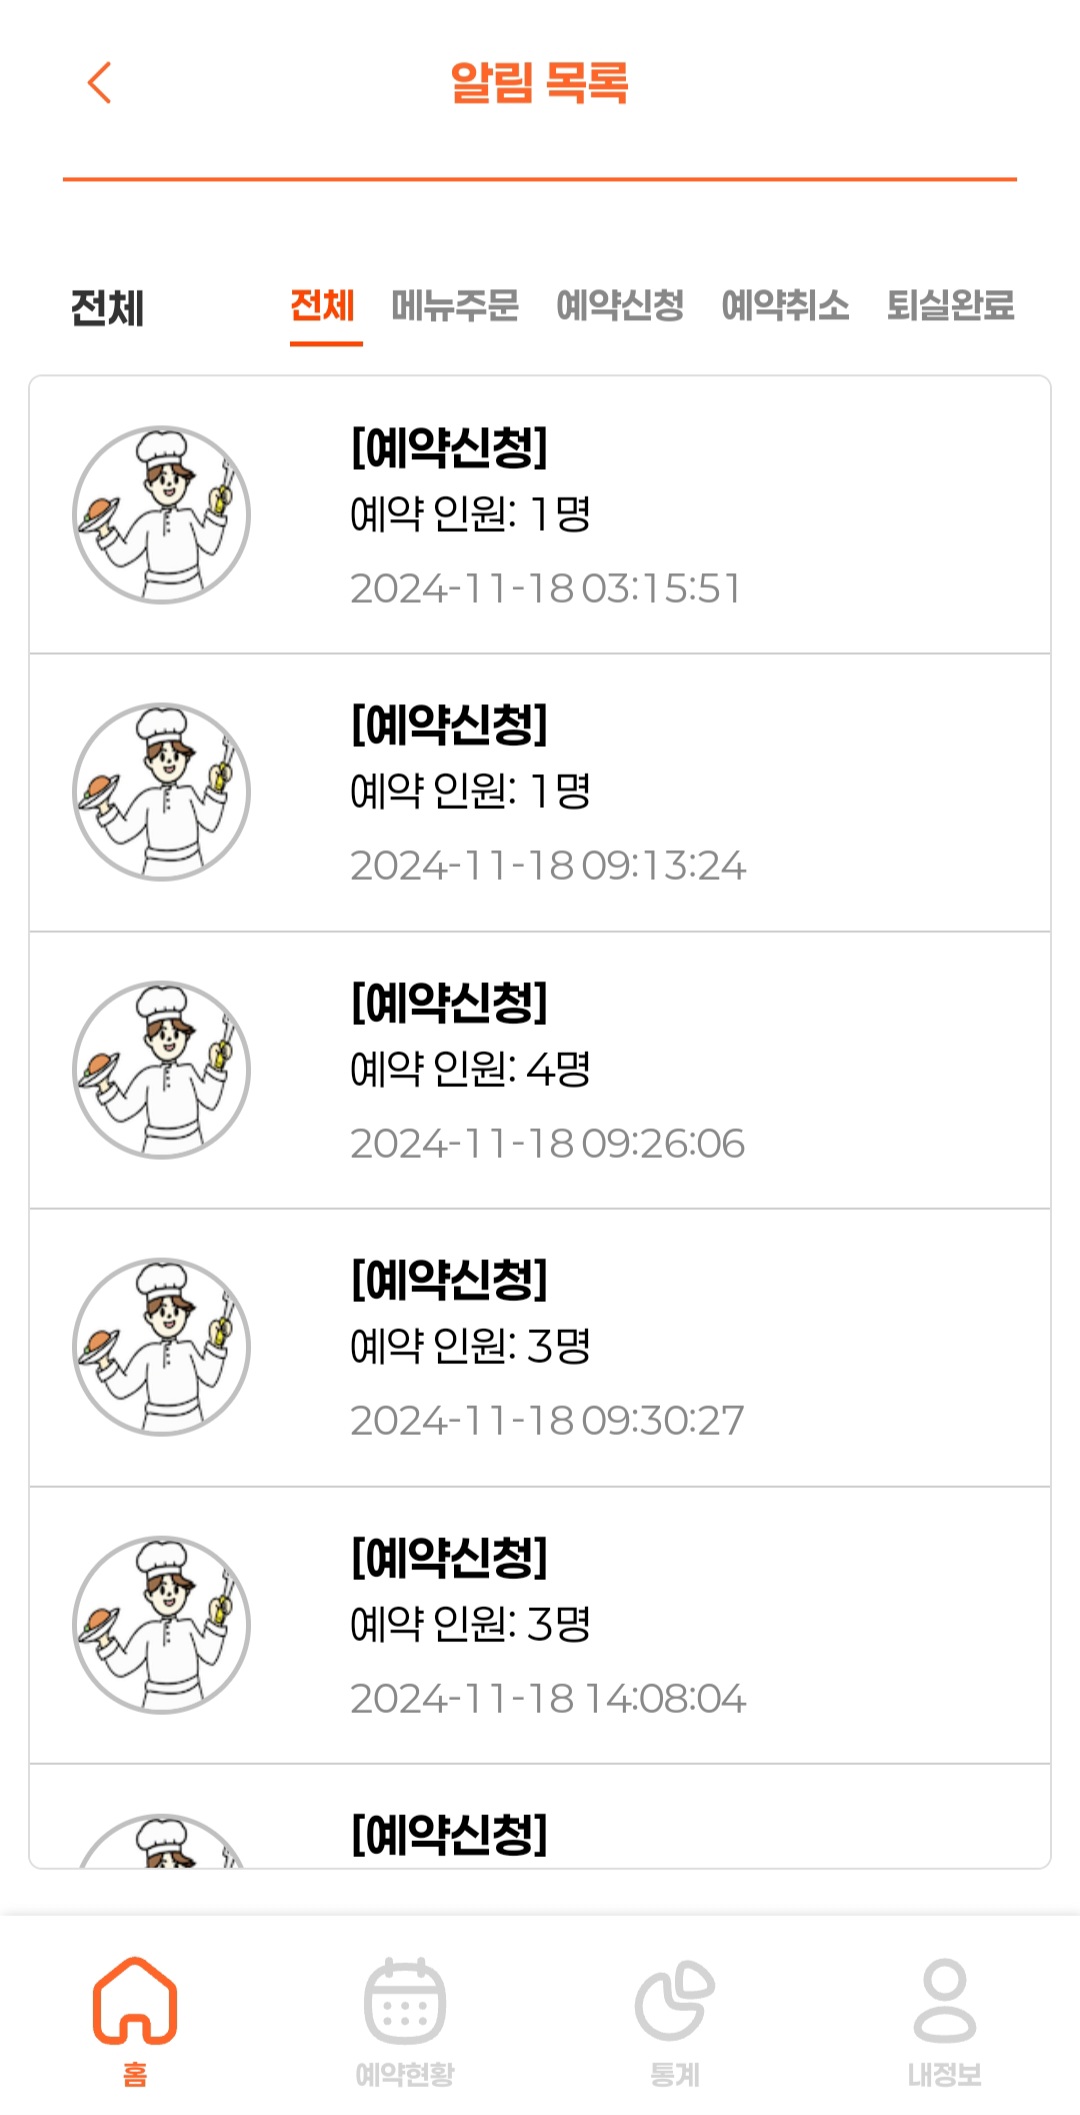 알림 목록
전체
전체 메뉴주문 예약신청 예약취소 퇴실완료
[예약신청]
예약 인원: 1명
2024-11-18 03:15:51
[예약신청]
예약 인원: 1명
2024-11-18 09:13:24
[예약신청]
예약 인원: 4명
2024-11-18 09:26:06
[예약신청]
예약 인원: 3명
2024-11-18 09:30:27
[예약신청]
예약 인원: 3명
2024-11-18 14:08:04
[예약신청]
홈 예약현황 통계 내정보